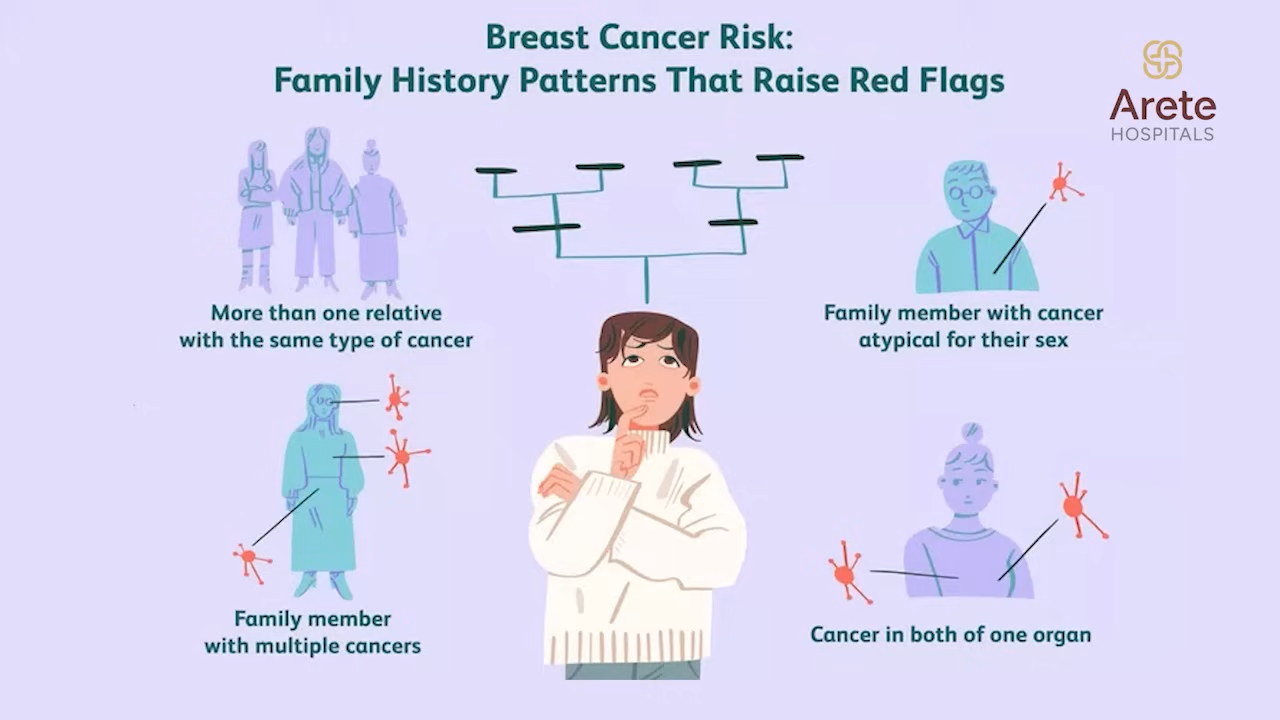 Breast Cancer Risk:
Family History Patterns That Raise Red Flags
Arete
HOSPITALS
More than one relative
with the same type of cancer
Family member with cancer
atypical for their sex
Family member
with multiple cancers
Cancer in both of one organ